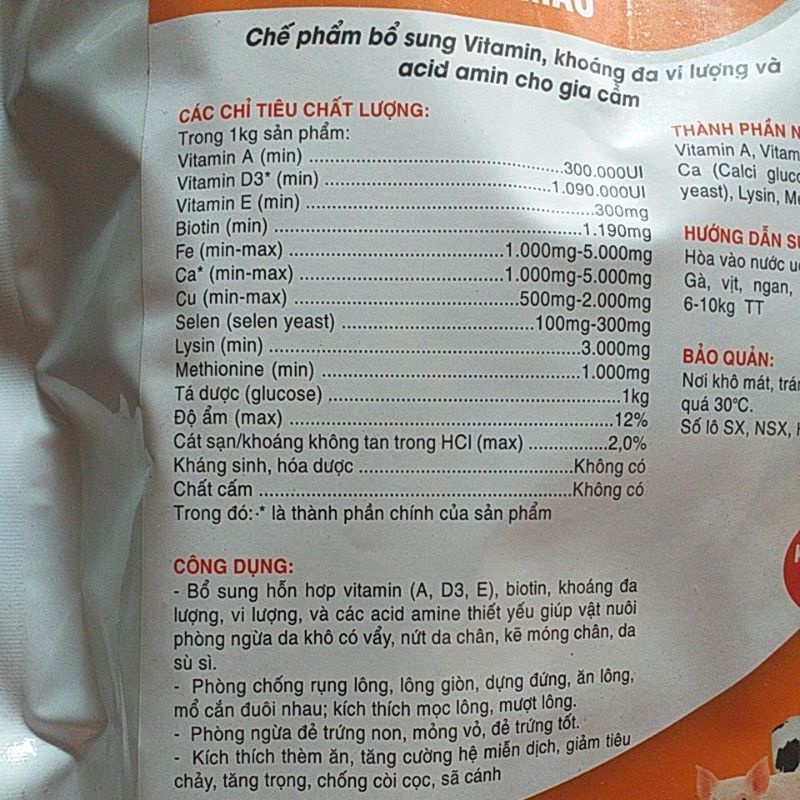 Chế phẩm bổ sung Vitamin, khoáng đa vi lượng và
acid amin cho gia cầm
CÁC CHỈ TIÊU CHẤT LƯỢNG:
Trong 1kg sản phẩm:
Vitamin A (min) ........................................300.000UI
Vitamin D3* (min) ...................................1.090.000UI
Vitamin E (min) .............................................300mg
Biotin (min) ................................................1.190mg
Fe (min-max) ..................................1.000mg-5.000mg
Ca* (min-max) ................................1.000mg-5.000mg
Cu (min-max) ...................................500mg-2.000mg
Selen (selen yeast) .............................100mg-300mg
Lysin (min) .................................................3.000mg
Methionine (min) ........................................1.000mg
Tá dược (glucose) ............................................1kg
Độ ẩm (max) ..................................................12%
Cát sạn/khoáng không tan trong HCl (max) ............2,0%
Kháng sinh, hóa dược .................................Không có
Chất cấm ..................................................Không có
Trong đó: * là thành phần chính của sản phẩm
CÔNG DỤNG:
- Bổ sung hỗn hơp vitamin (A, D3, E), biotin, khoáng đa
lượng, vi lượng, và các acid amine thiết yếu giúp vật nuôi
phòng ngừa da khô có vẩy, nứt da chân, kẽ móng chân, da
sù sì.
- Phòng chống rụng lông, lông giòn, dựng đứng, ăn lông,
mổ cắn đuôi nhau; kích thích mọc lông, mượt lông.
- Phòng ngừa đẻ trứng non, mỏng vỏ, đẻ trứng tốt.
- Kích thích thèm ăn, tăng cường hệ miễn dịch, giảm tiêu
chảy, tăng trọng, chống còi cọc, sã cánh
THÀNH PHẦN
Vitamin A,
Ca (Calci
yeast), Lysin,
HƯỚNG DẪN
Hòa vào nước
Gà, vịt, ngan,
6-10kg TT
BẢO QUẢN:
Nơi khô mát,
quá 30°C.
Số lô SX, NSX,